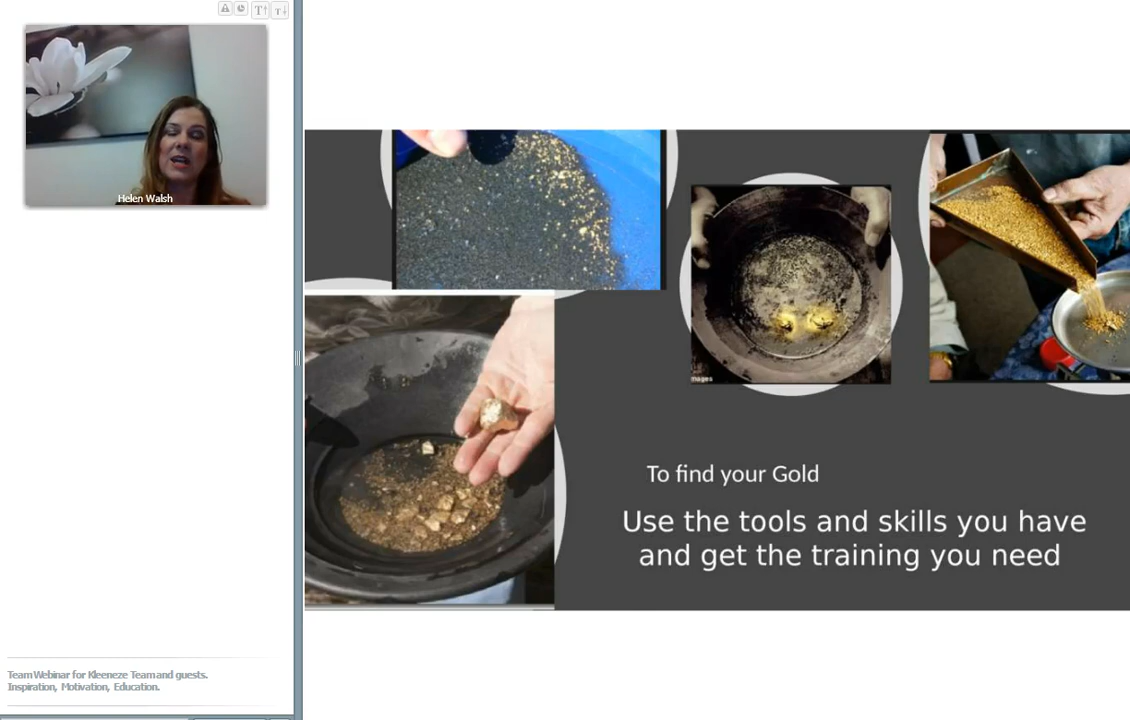 T↑ T↓
Helen Walsh
mages
To find your Gold
Use the tools and skills you have
and get the training you need
Team Webinar for Kleeneze Team and guests.
Inspiration, Motivation, Education.